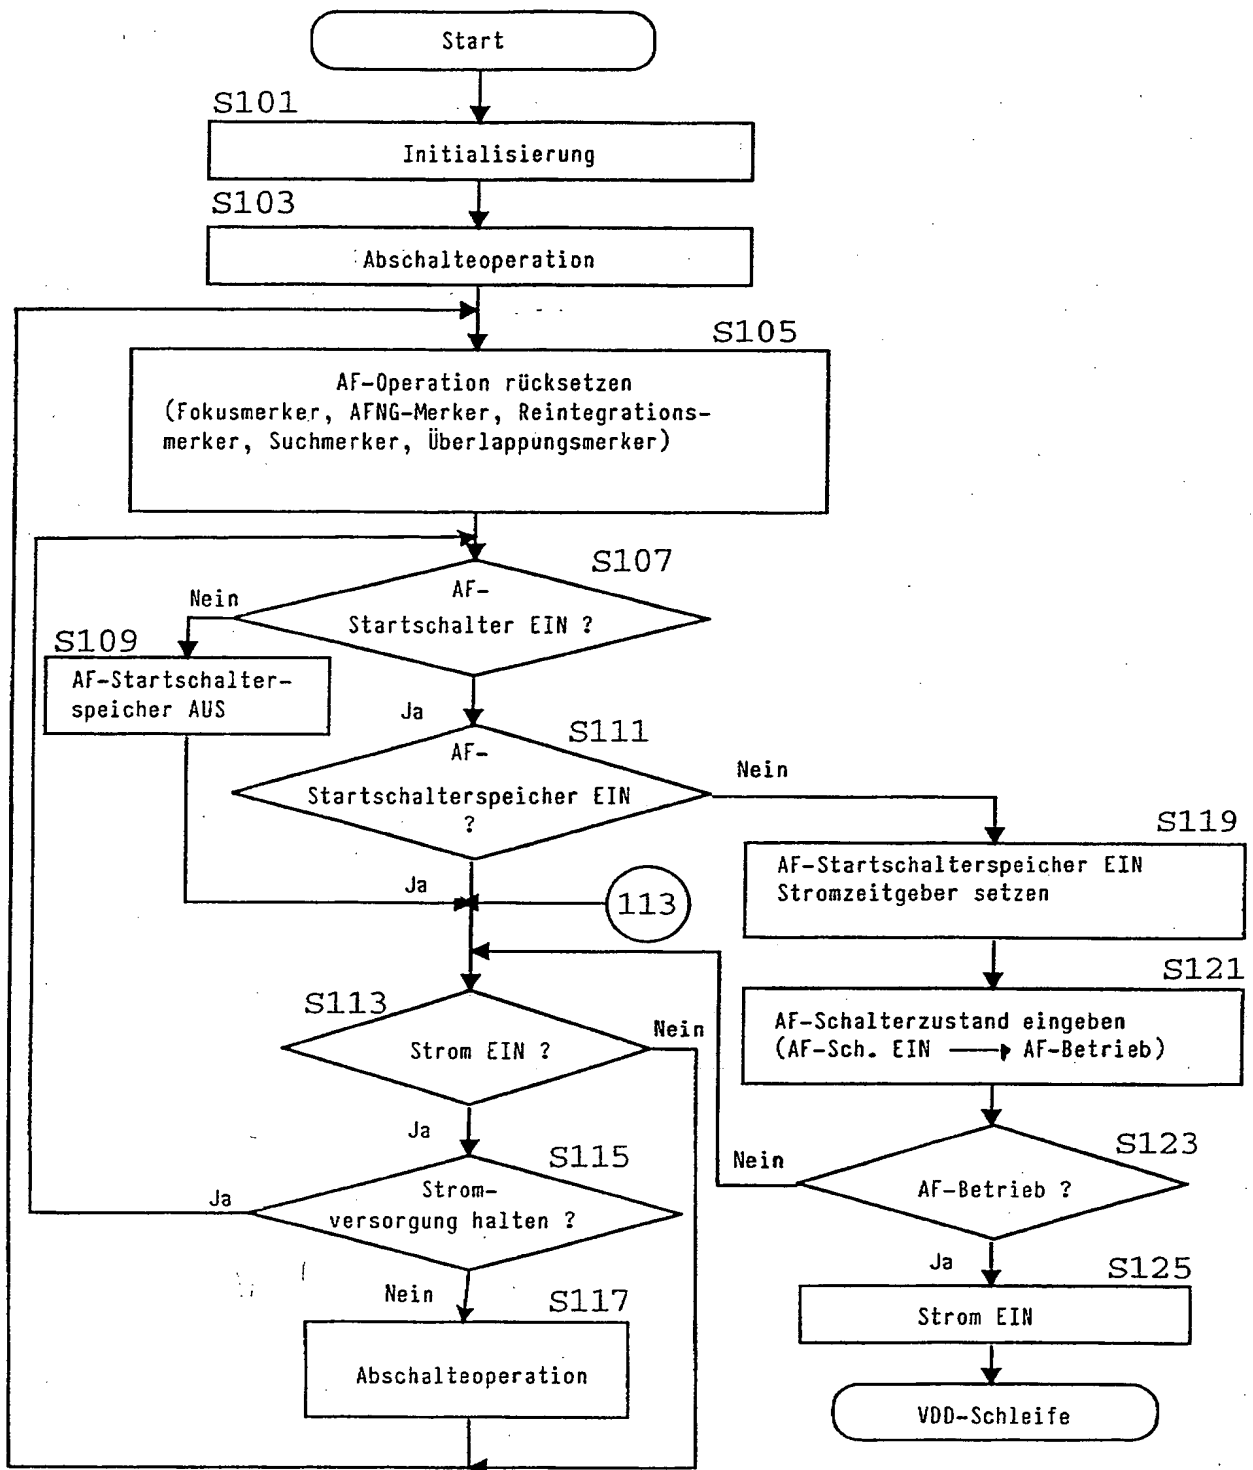 Start
S101
Initialisierung
S103
Abschalteoperation
S105
AF-Operation rücksetzen
(Fokusmerker, AFNG-Merker, Reintegrations-
merker, Suchmerker, Überlappungsmerker)
S107
AF-
Startschalter EIN ?
Nein
S109
AF-Startschalter-
speicher AUS
Ja
S111
AF-
Startschalterspeicher EIN
?
Nein
Ja
113
S119
AF-Startschalterspeicher EIN
Stromzeitgeber setzen
S121
AF-Schalterzustand eingeben
(AF-Sch. EIN → AF-Betrieb)
S113
Strom EIN ?
Nein
Ja
S123
AF-Betrieb ?
Nein
Ja
S115
Strom-
versorgung halten ?
Ja
Nein
S117
Abschalteoperation
S125
Strom EIN
VDD-Schleife